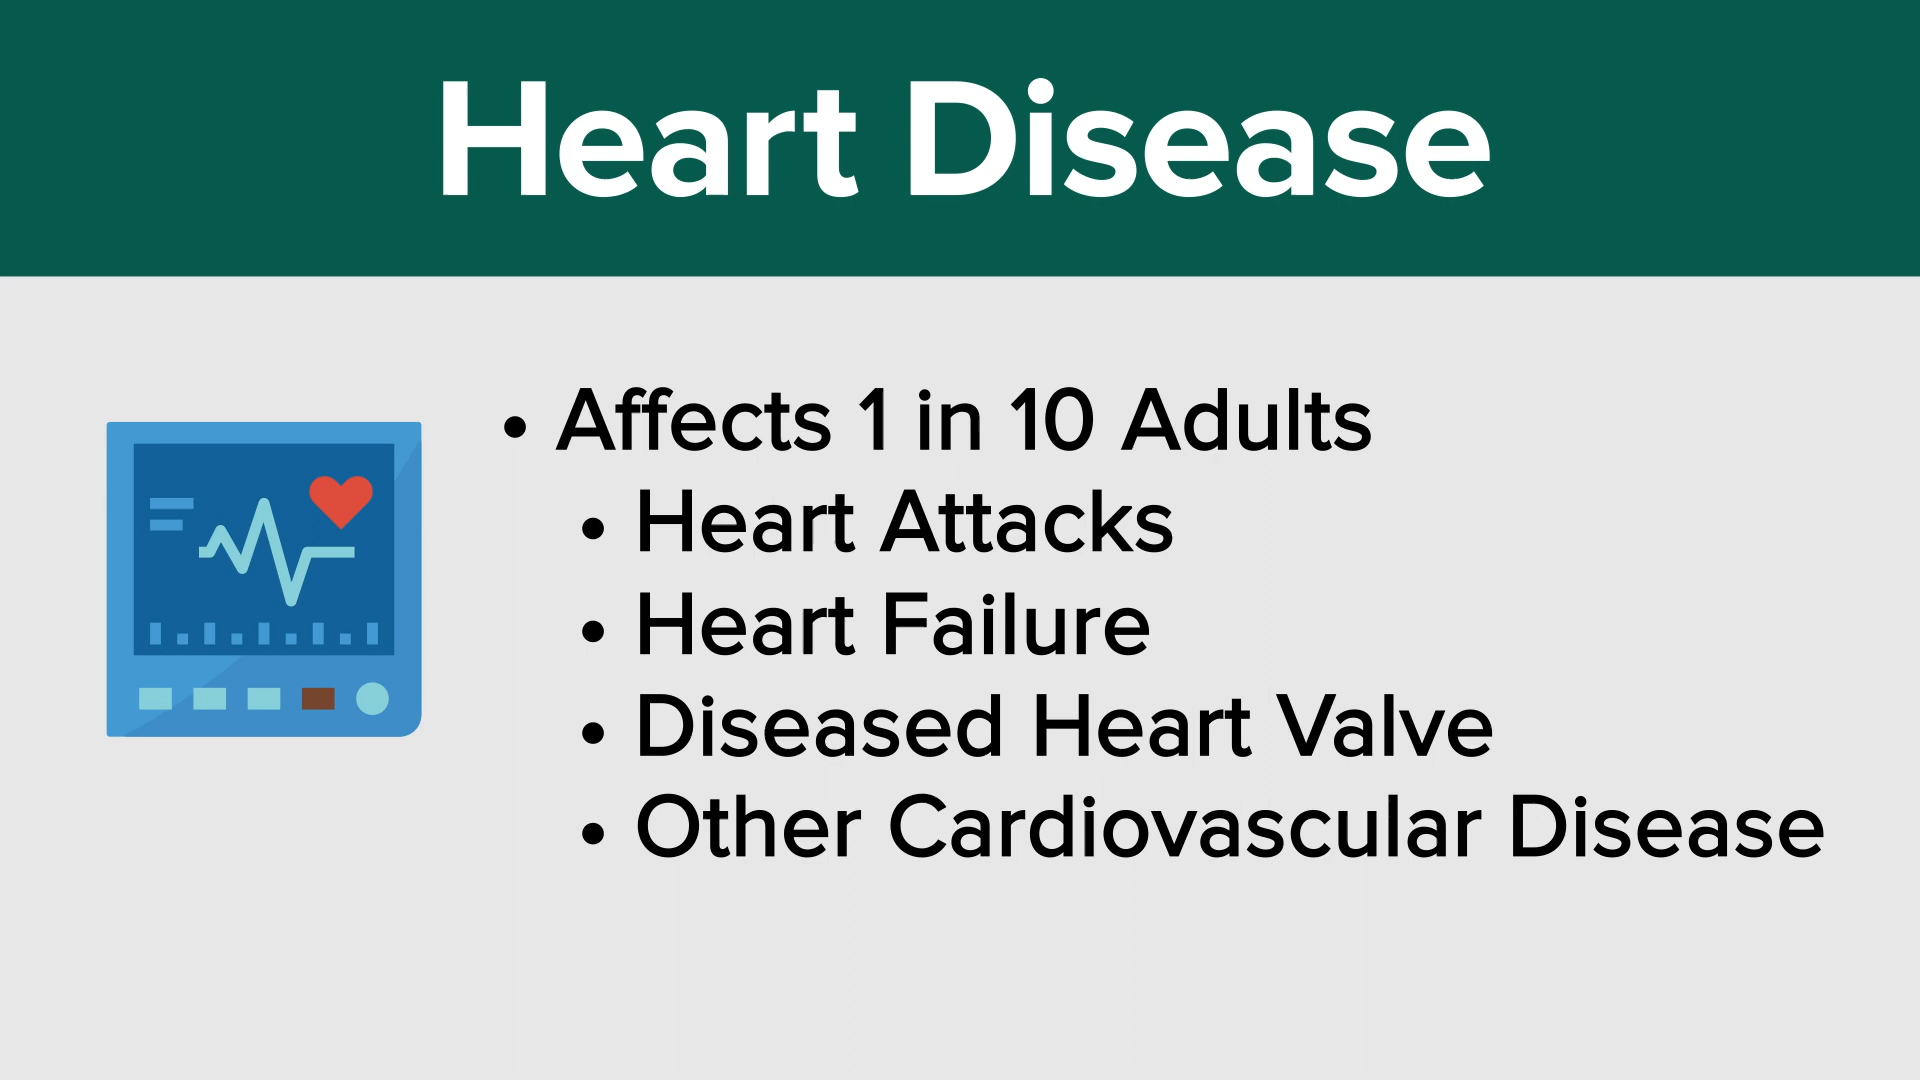 Heart Disease
• Affects 1 in 10 Adults
• Heart Attacks
• Heart Failure
• Diseased Heart Valve
• Other Cardiovascular Disease